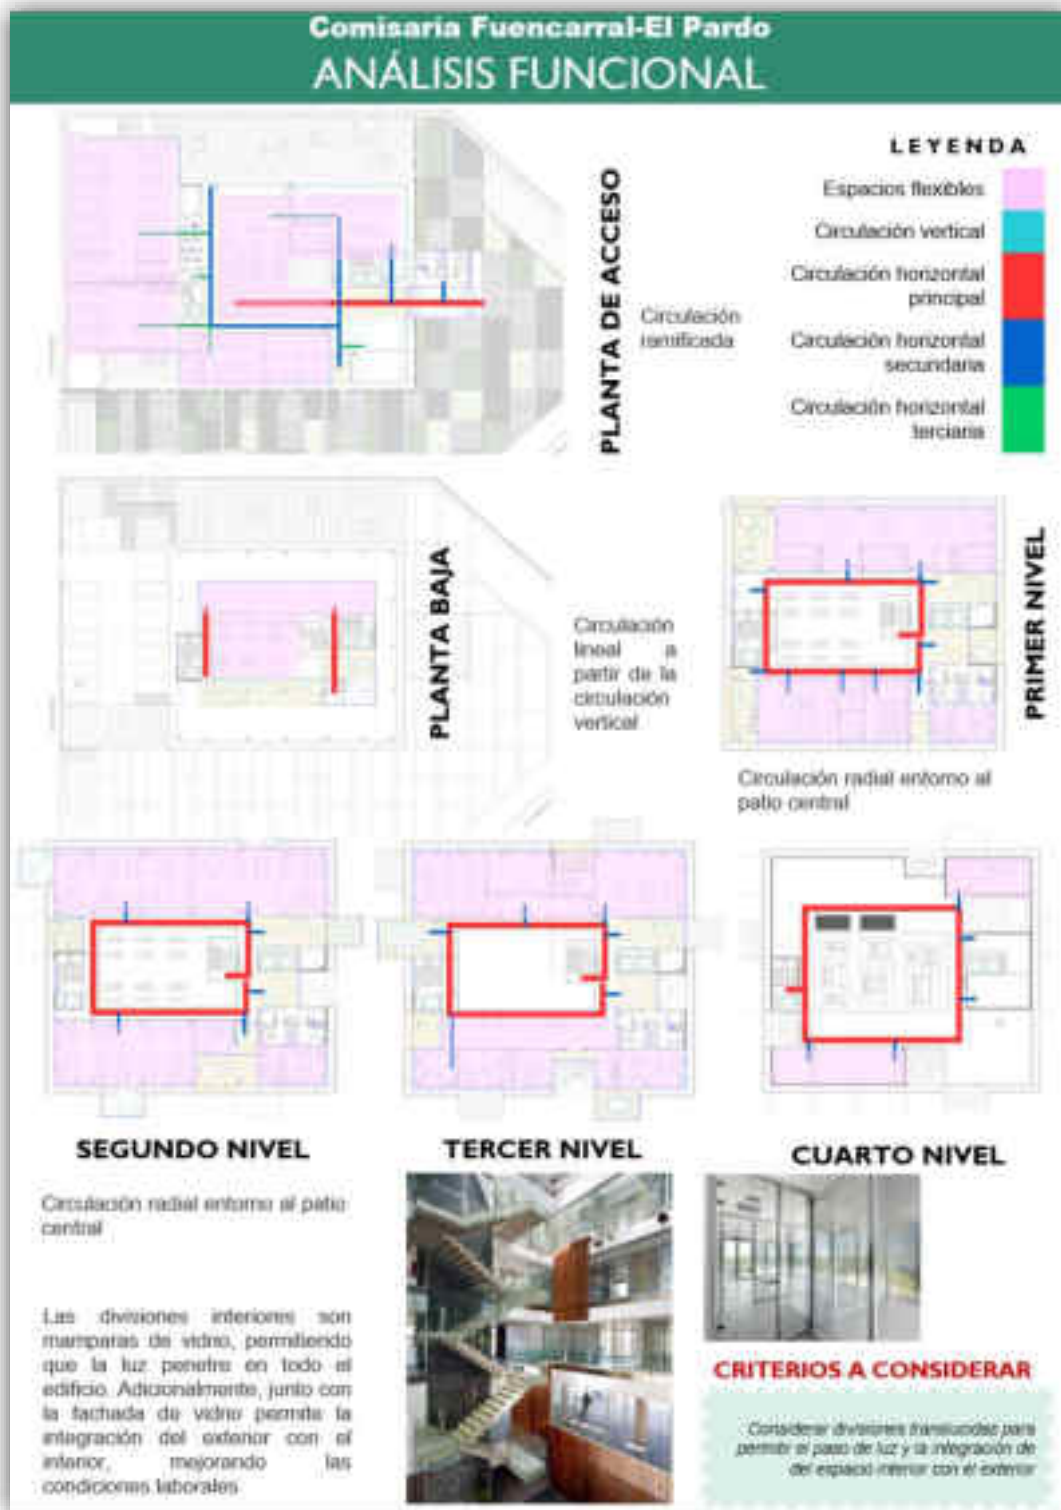 Comisaría Fuencarral-El Pardo
ANÁLISIS FUNCIONAL
LEYENDA
Espacios flexibles
Circulación vertical
Circulación horizontal
principal
Circulación horizontal
secundaria
Circulación horizontal
terciaria
PLANTA DE ACCESO
Circulación
ramificada
PLANTA BAJA
Circulación
lineal a
partir de la
circulación
vertical
PRIMER NIVEL
Circulación radial entorno al
patio central
SEGUNDO NIVEL
TERCER NIVEL
CUARTO NIVEL
Circulación radial entorno al patio
central
Las divisiones interiores son
mamparas de vidrio, permitiendo
que la luz penetre en todo el
edificio. Adicionalmente, junto con
la fachada de vidrio permite la
integración del exterior con el
interior, mejorando las
condiciones laborales
CRITERIOS A CONSIDERAR
Considerar divisiones translucidas para
permitir el paso de luz y la integración de
del espacio interior con el exterior